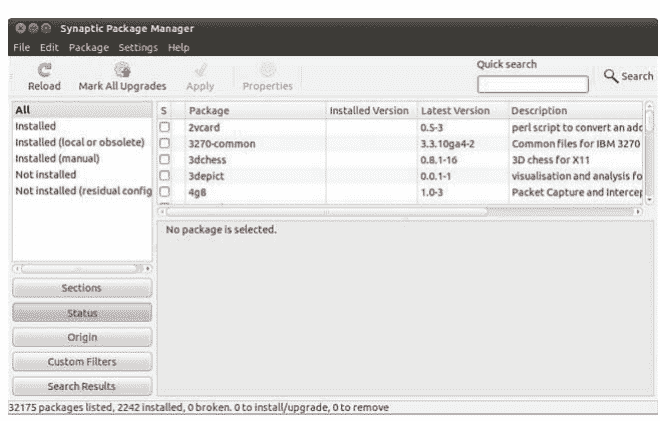 Synaptic Package Manager
File Edit Package Settings Help
Reload Mark All Upgrades Apply Properties
Quick search
Search
All
Installed
Installed (local or obsolete)
Installed (manual)
Not installed
Not installed (residual config
S Package Installed Version Latest Version Description
2vcard 0.5-3 perl script to convert an add
3270-common 3.3.10ga4-2 Common files for IBM 3270
3dchess 0.8.1-16 3D chess for X11
3depict 0.0.1-1 visualisation and analysis fo
4g8 1.0-3 Packet Capture and Intercep
No package is selected.
Sections
Status
Origin
Custom Filters
Search Results
32175 packages listed, 2242 installed, 0 broken. 0 to install/upgrade, 0 to remove